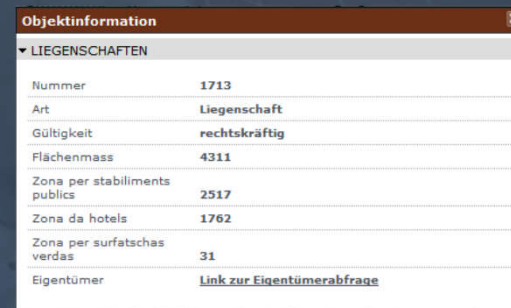 Objektinformation
LIEGENSCHAFTEN
Nummer 1713
Art Liegenschaft
Gültigkeit rechtskräftig
Flächenmass 4311
Zona per stabiliments
publics 2517
Zona da hotels 1762
Zona per surfatschas
verdas 31
Eigentümer Link zur Eigentümerabfrage